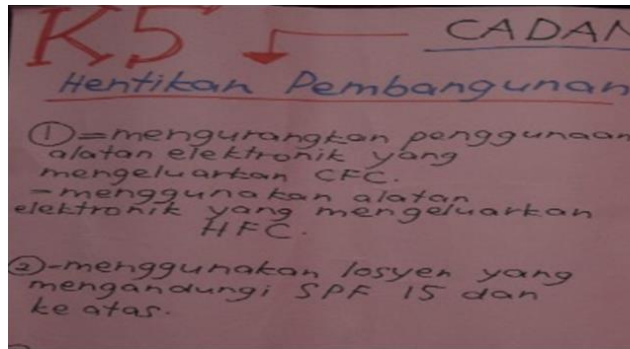 K5
CADAN
Hentikan Pembangunan
①=mengurangkan penggunaan
alatan elektronik yang
mengeluarkan CFC.
-menggunakan alatan
elektronik yang mengeluarkan
HFC.
②-menggunakan losyen yang
mengandungi SPF 15 dan
ke atas.